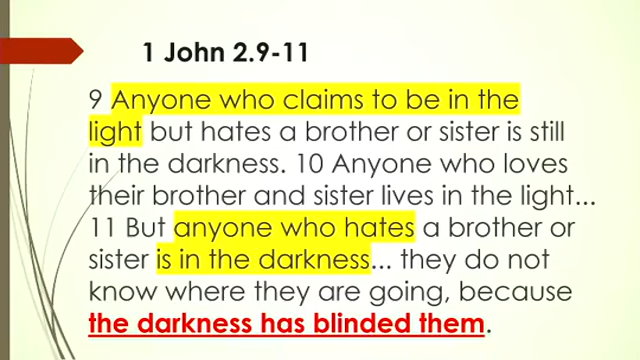 1 John 2.9-11
9 Anyone who claims to be in the
light but hates a brother or sister is still
in the darkness. 10 Anyone who loves
their brother and sister lives in the light...
11 But anyone who hates a brother or
sister is in the darkness... they do not
know where they are going, because
the darkness has blinded them.